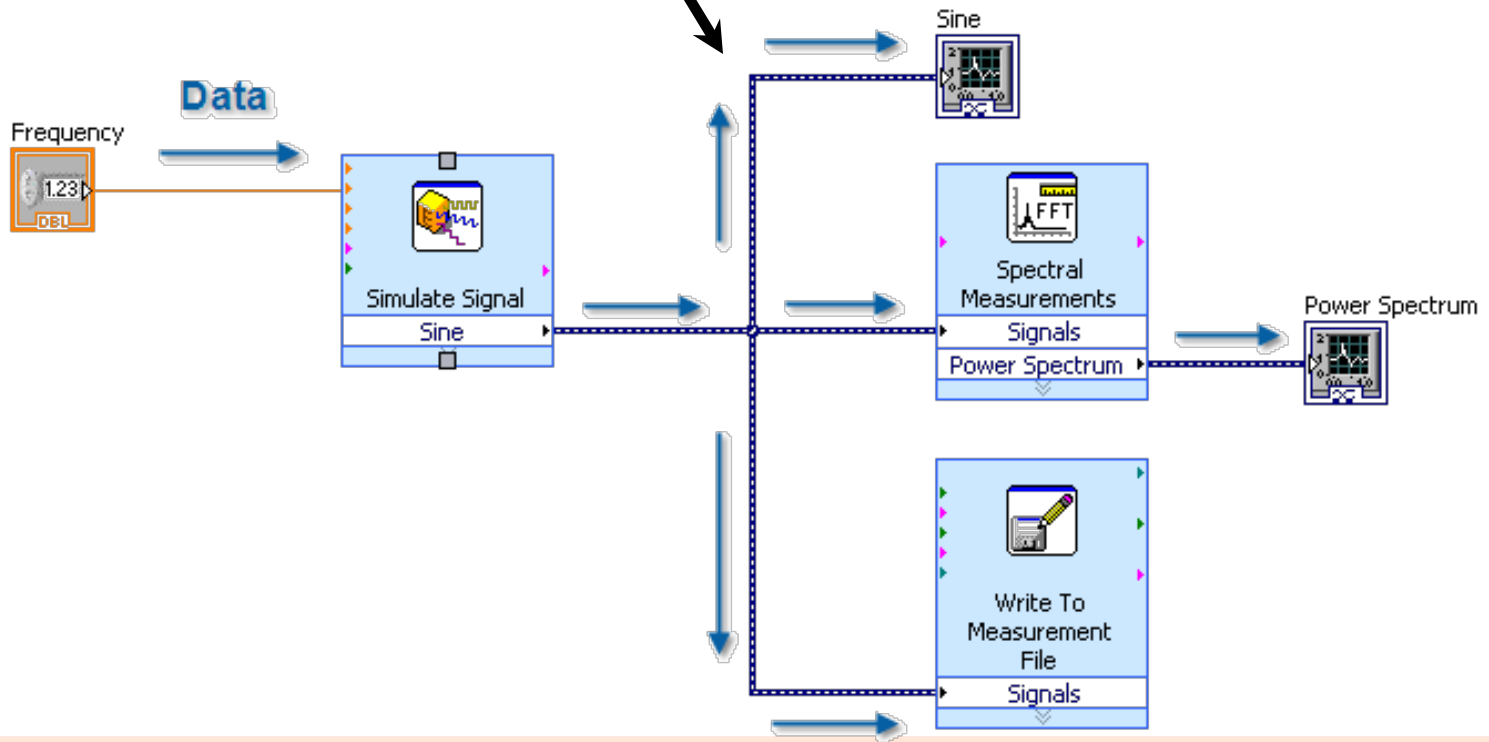 Sine
Data
Frequency
1.23
DBL
FFT
Spectral
Measurements
Simulate Signal
Sine
Signals
Power Spectrum
Power Spectrum
Write To
Measurement
File
Signals